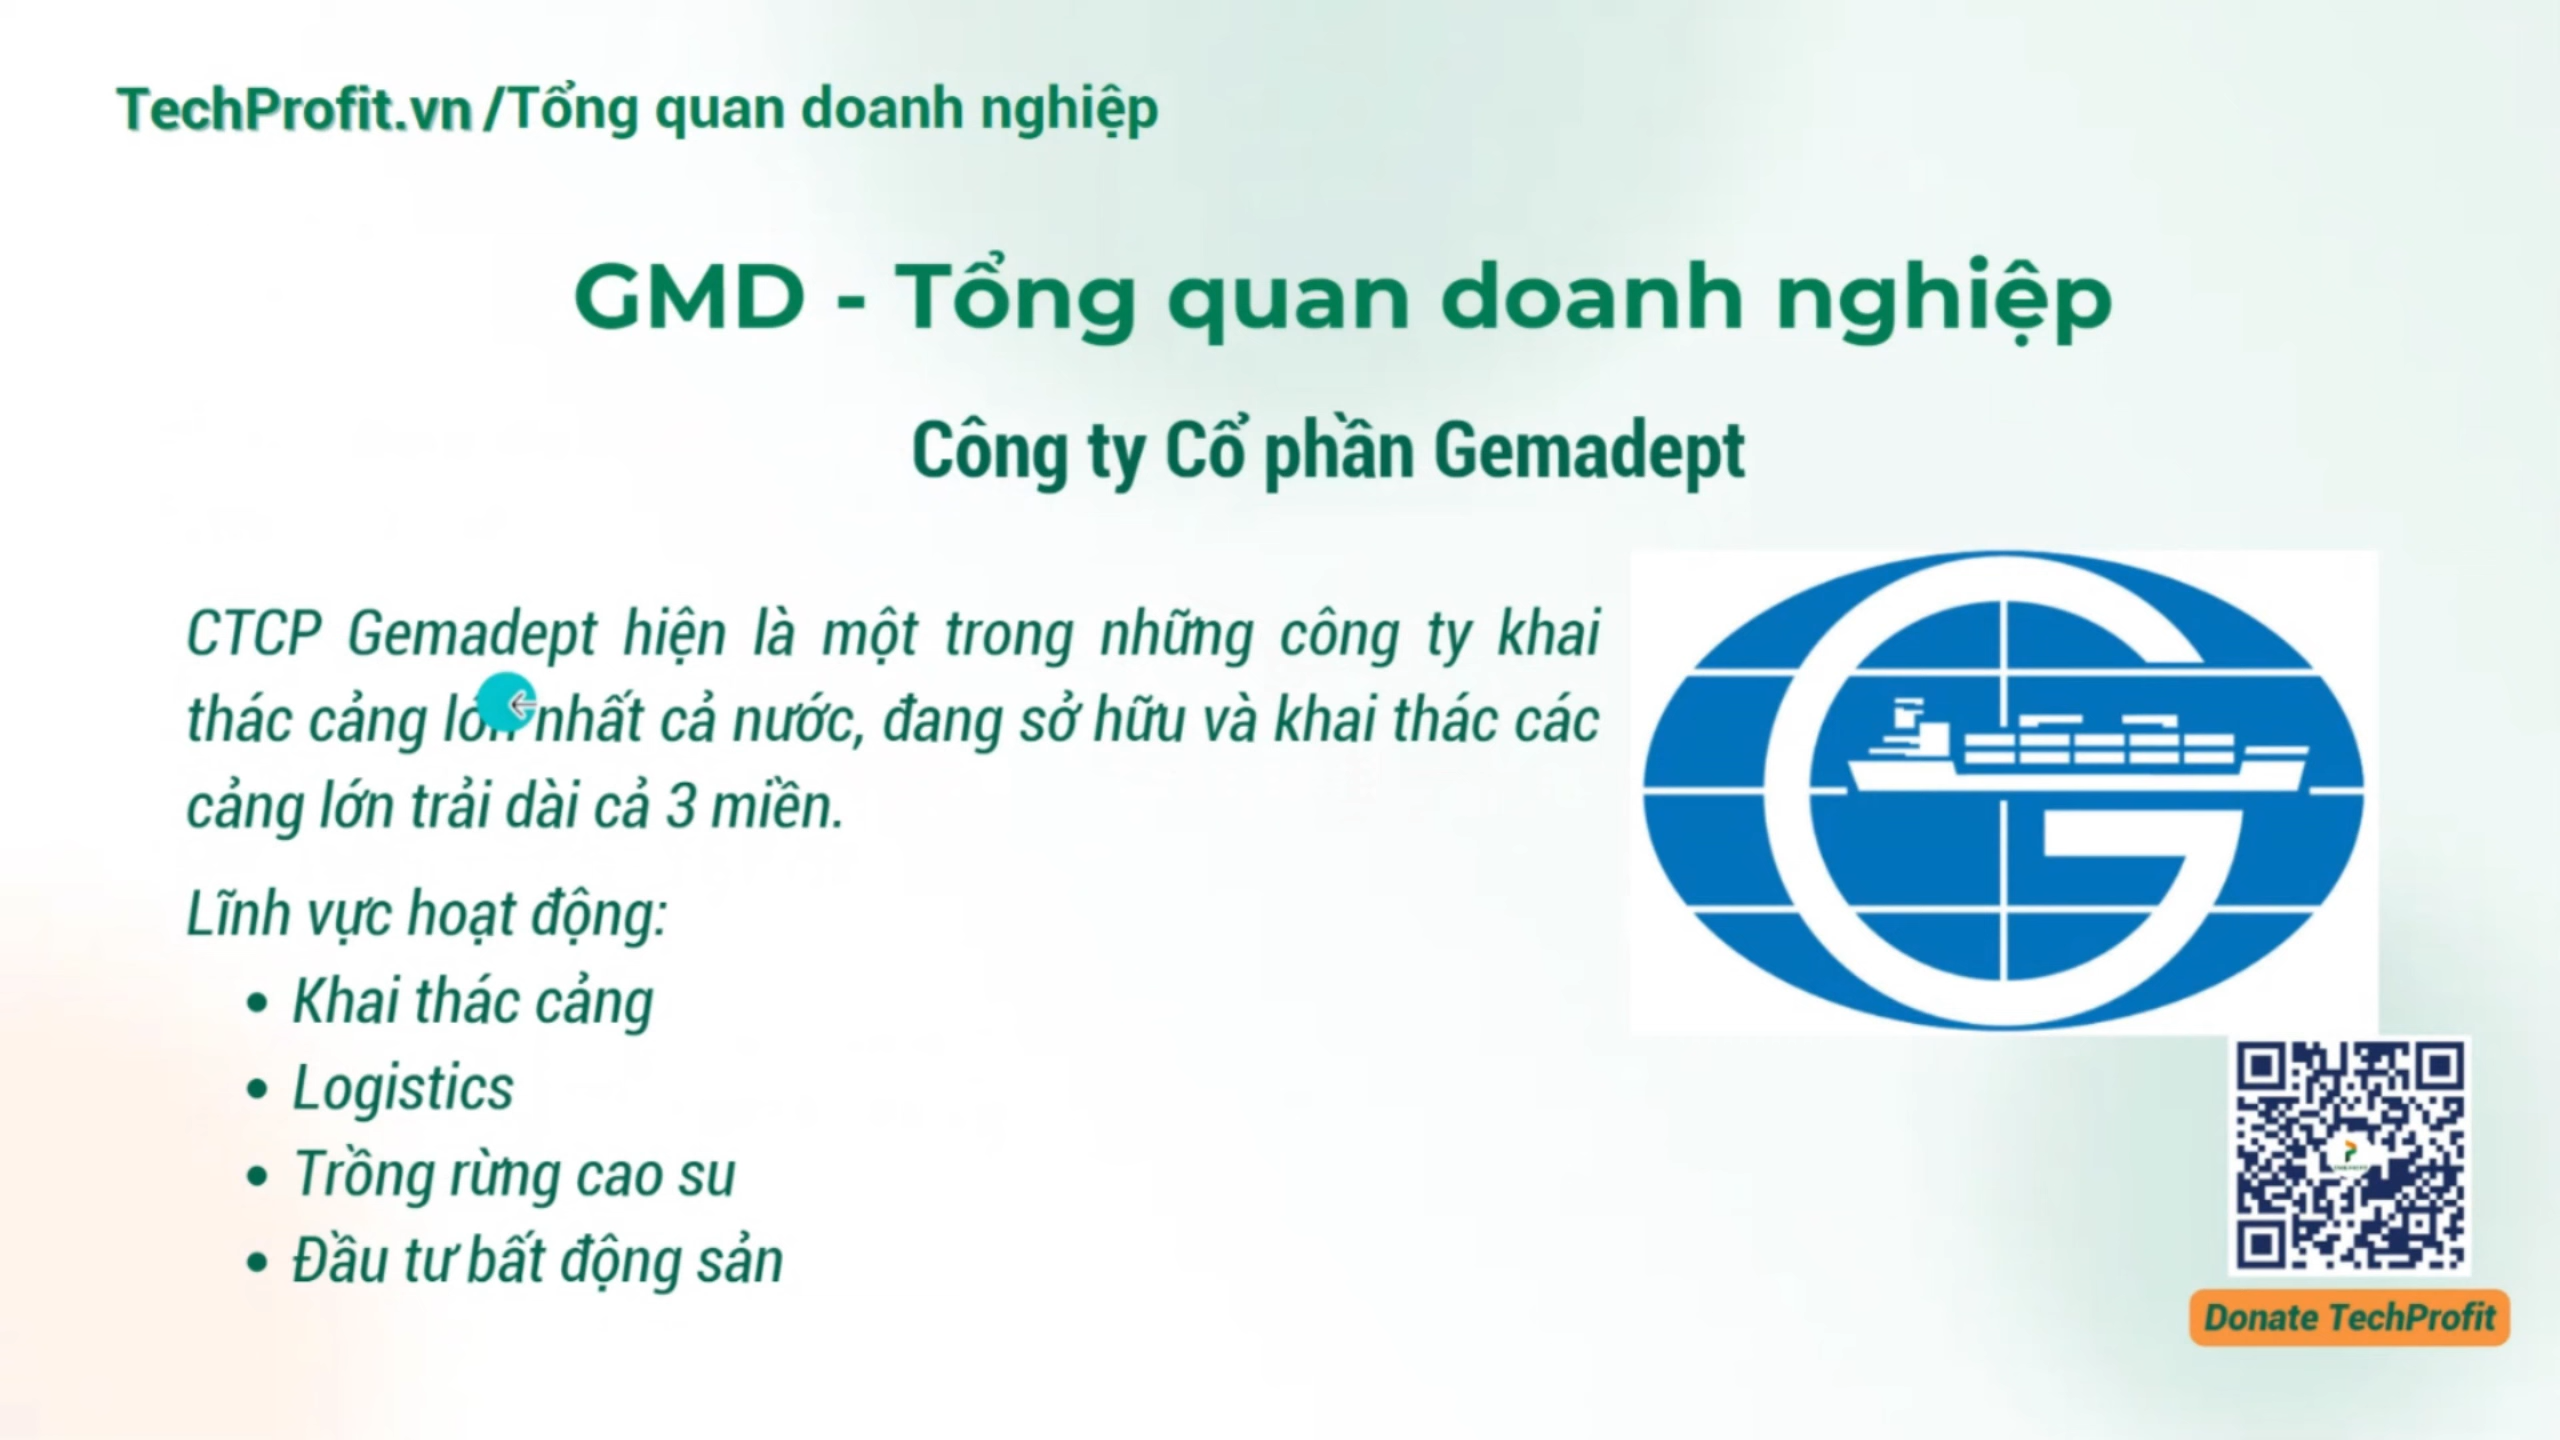 TechProfit.vn /Tổng quan doanh nghiệp
GMD - Tổng quan doanh nghiệp
Công ty Cổ phần Gemadept
CTCP Gemadept hiện là một trong những công ty khai
thác cảng lớn nhất cả nước, đang sở hữu và khai thác các
cảng lớn trải dài cả 3 miền.
Lĩnh vực hoạt động:
• Khai thác cảng
• Logistics
• Trồng rừng cao su
• Đầu tư bất động sản
Donate TechProfit